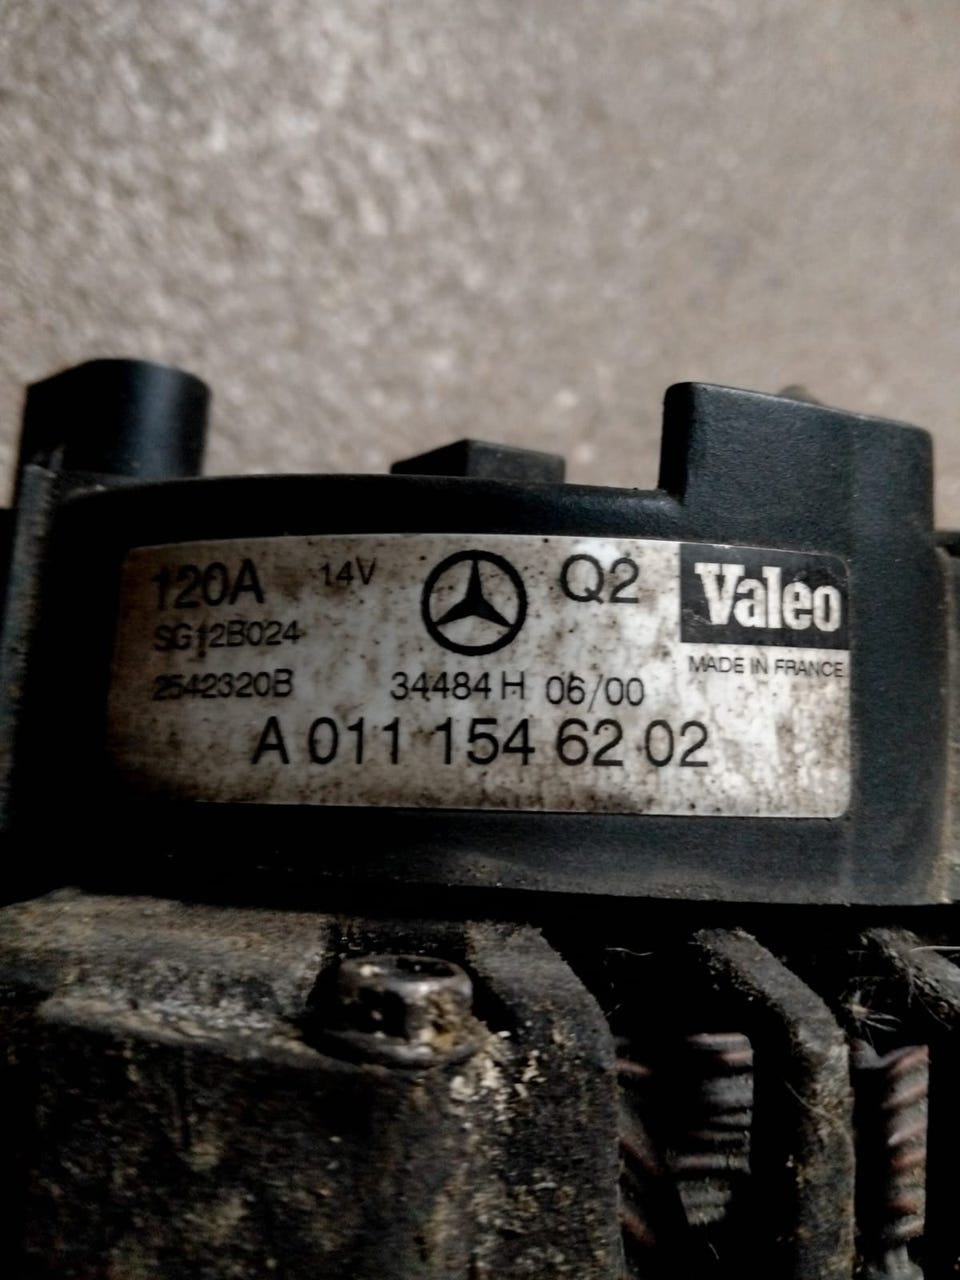 120A 14V Q2 Valeo
SG12B024
MADE IN FRANCE
2542320B 34484 H 06/00
A 011 154 62 02